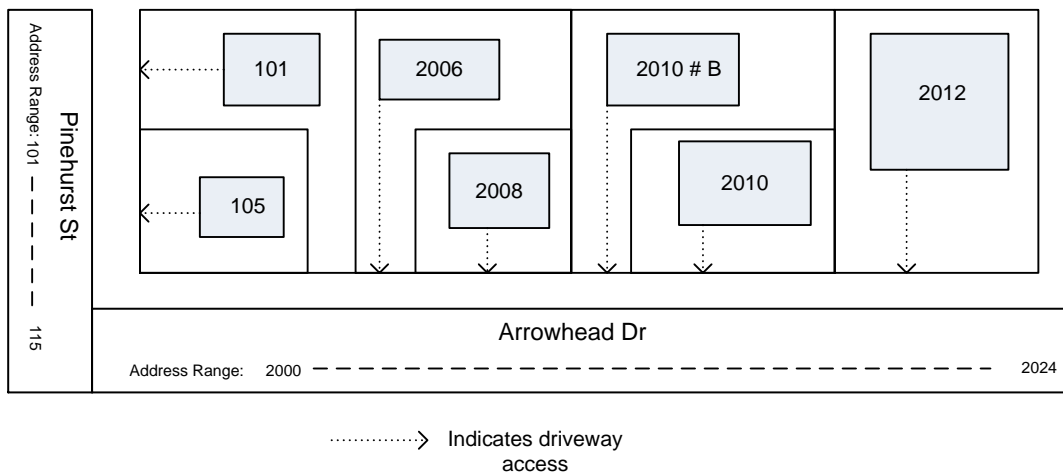 Pinehurst St
Address Range: 101
115
101
2006
2010 # B
2012
105
2008
2010
Arrowhead Dr
Address Range: 2000
2024
Indicates driveway
access